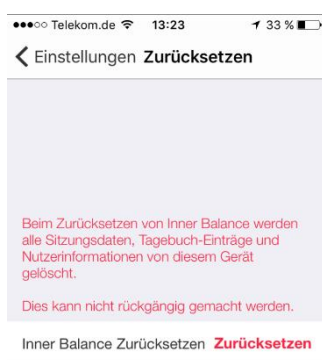 Telekom.de 13:23 33 %
Einstellungen Zurücksetzen
Beim Zurücksetzen von Inner Balance werden
alle Sitzungsdaten, Tagebuch-Einträge und
Nutzerinformationen von diesem Gerät
gelöscht.
Dies kann nicht rückgängig gemacht werden.
Inner Balance Zurücksetzen Zurücksetzen